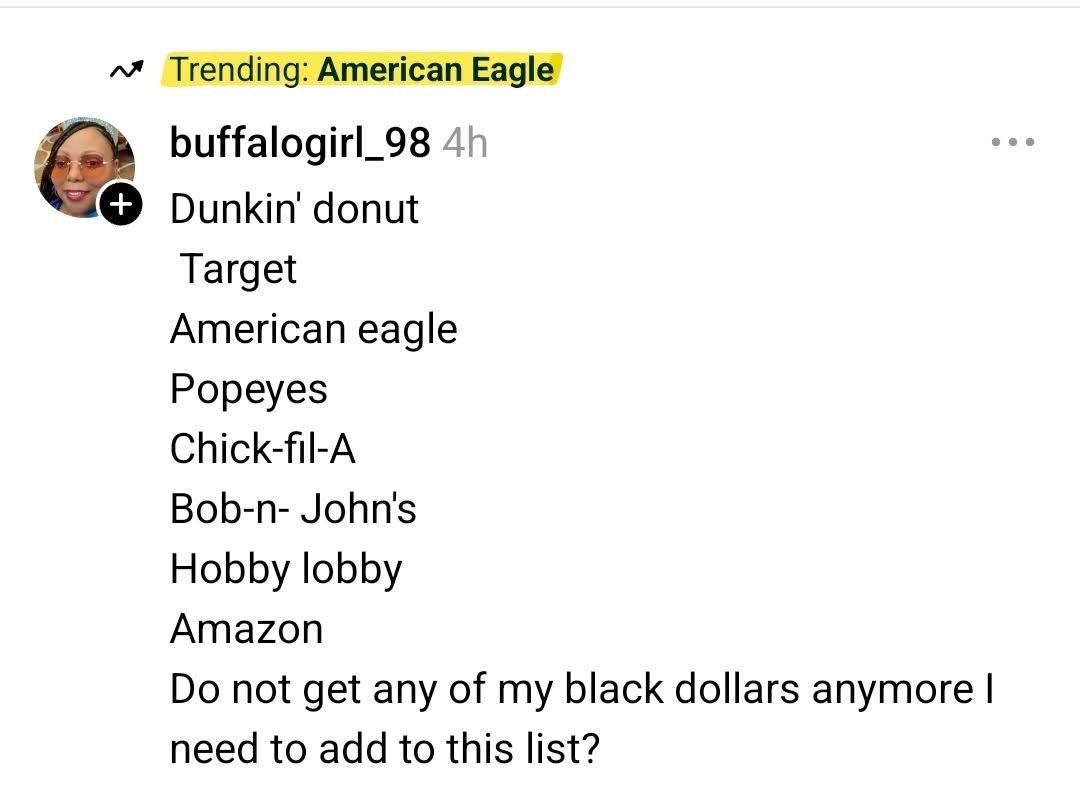 Trending: American Eagle
buffalogirl_98 4h
Dunkin' donut
Target
American eagle
Popeyes
Chick-fil-A
Bob-n- John's
Hobby lobby
Amazon
Do not get any of my black dollars anymore I
need to add to this list?